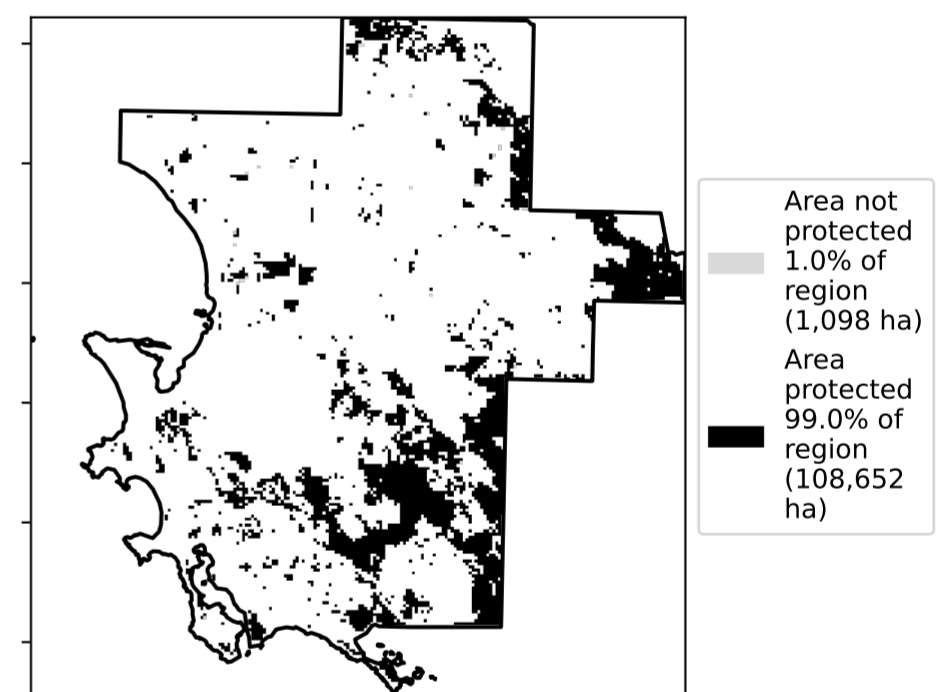 Area not
protected
1.0% of
region
(1,098 ha)
Area
protected
99.0% of
region
(108,652
ha)